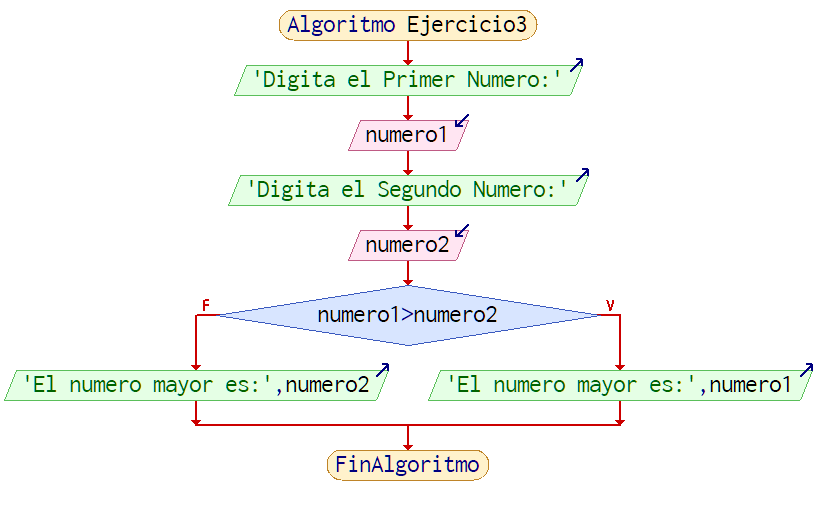 Algoritmo Ejercicio3
'Digita el Primer Numero:'
numero1
'Digita el Segundo Numero:'
numero2
F
V
numero1>numero2
'El numero mayor es:',numero2
'El numero mayor es:',numero1
FinAlgoritmo